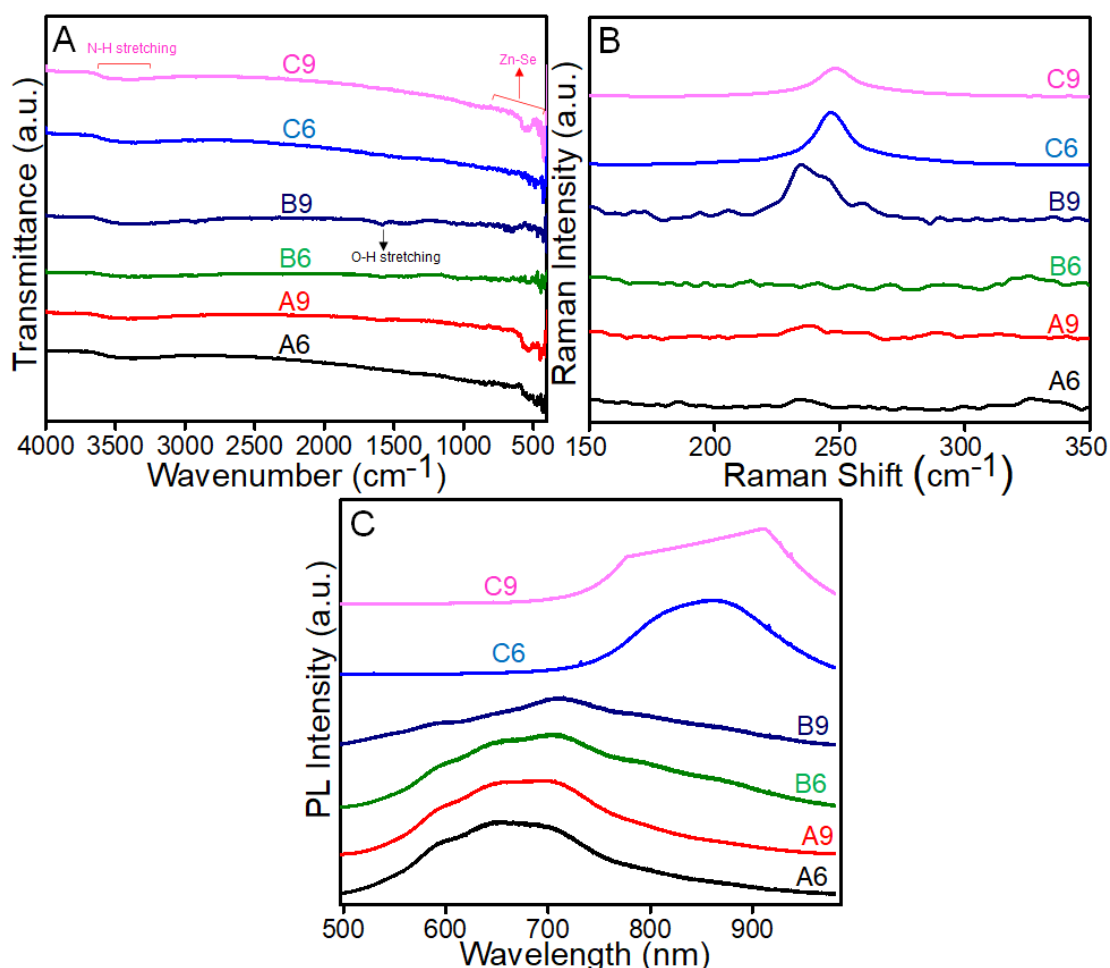 A
N-H stretching
Zn-Se
C9
C6
B9
O-H stretching
B6
A9
A6
Transmittance (a.u.)
4000 3500 3000 2500 2000 1500 1000 500
Wavenumber (cm-1)
B
C9
C6
B9
B6
A9
A6
Raman Intensity (a.u.)
150 200 250 300 350
Raman Shift (cm-1)
C
C9
C6
B9
B6
A9
A6
PL Intensity (a.u.)
500 600 700 800 900
Wavelength (nm)